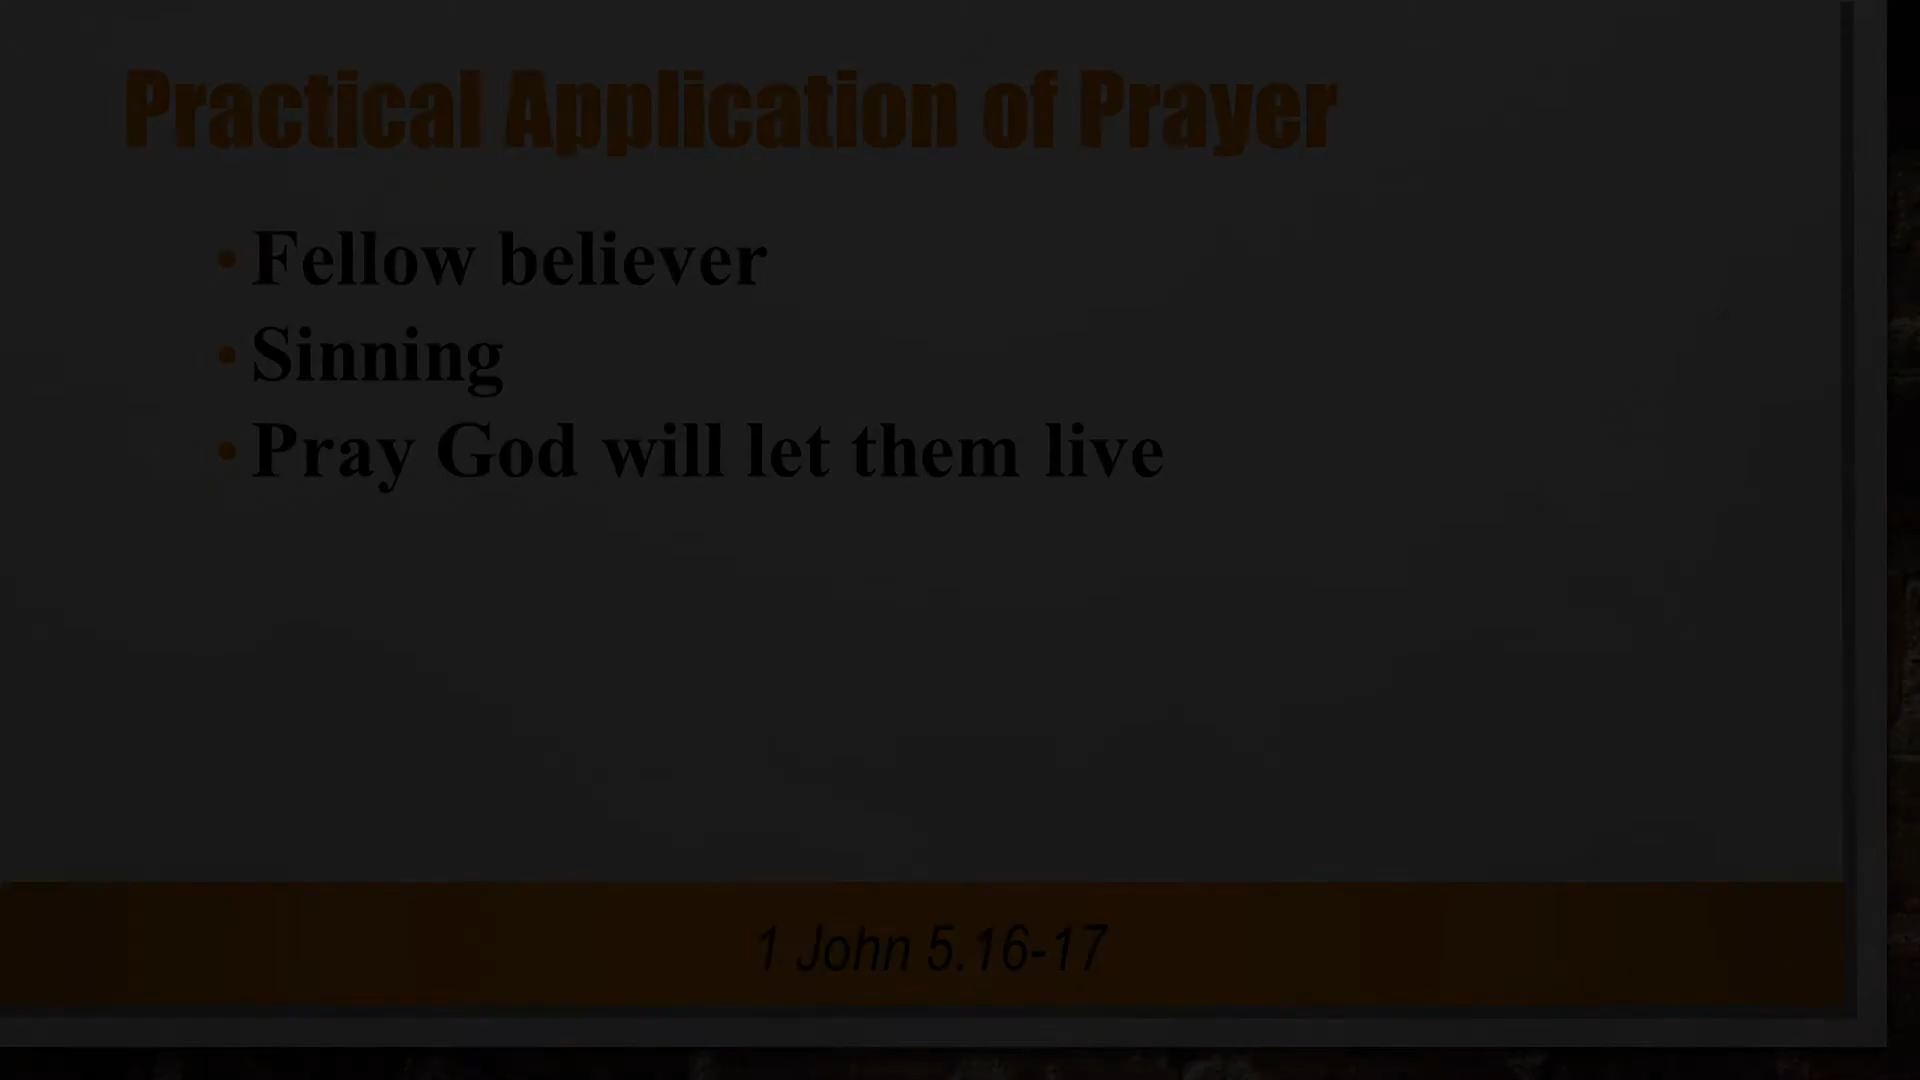 Practical Application of Prayer
• Fellow believer
• Sinning
• Pray God will let them live
1 John 5.16-17